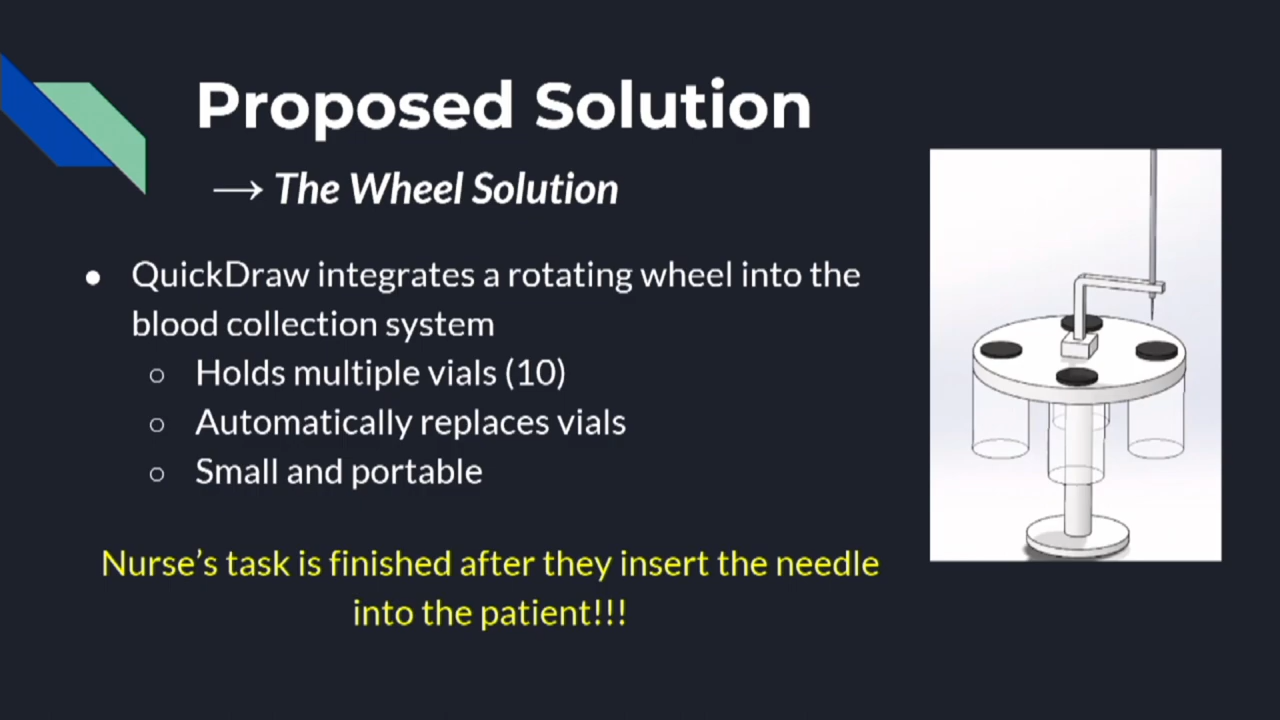 Proposed Solution
→ The Wheel Solution
● QuickDraw integrates a rotating wheel into the
blood collection system
○ Holds multiple vials (10)
○ Automatically replaces vials
○ Small and portable
Nurse’s task is finished after they insert the needle
into the patient!!!